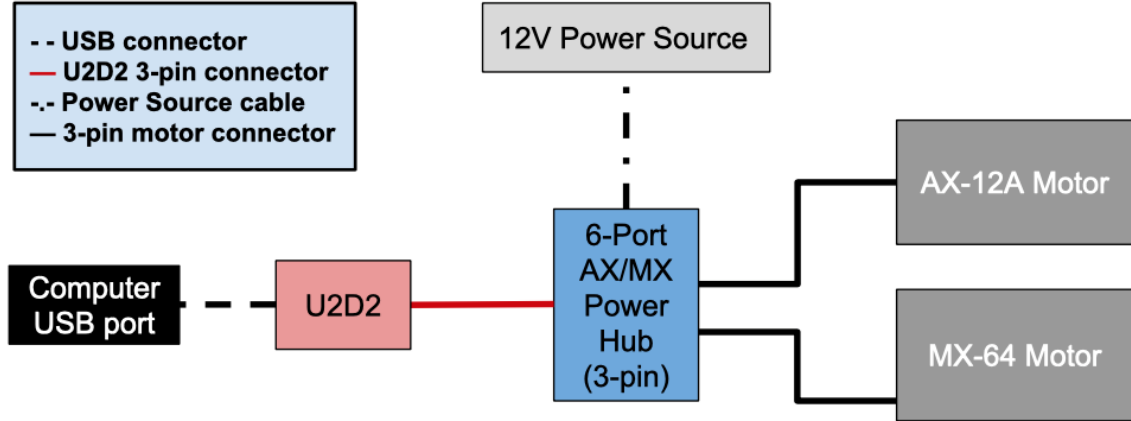 - - USB connector
— U2D2 3-pin connector
-.- Power Source cable
— 3-pin motor connector
12V Power Source
AX-12A Motor
6-Port
AX/MX
Power
Hub
(3-pin)
Computer
USB port
U2D2
MX-64 Motor